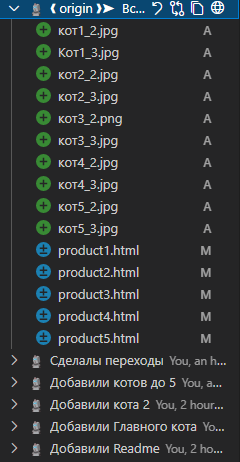 origin Вс...
кот1_2.jpg A
Кот1_3.jpg A
кот2_2.jpg A
кот2_3.jpg A
кот3_2.png A
кот3_3.jpg A
кот4_2.jpg A
кот4_3.jpg A
кот5_2.jpg A
кот5_3.jpg A
product1.html M
product2.html M
product3.html M
product4.html M
product5.html M
Сделалы переходы You, an h...
Добавили котов до 5 You, a...
Добавили кота 2 You, 2 hour...
Добавили Главного кота You...
Добавили Readme You, 2 ho...